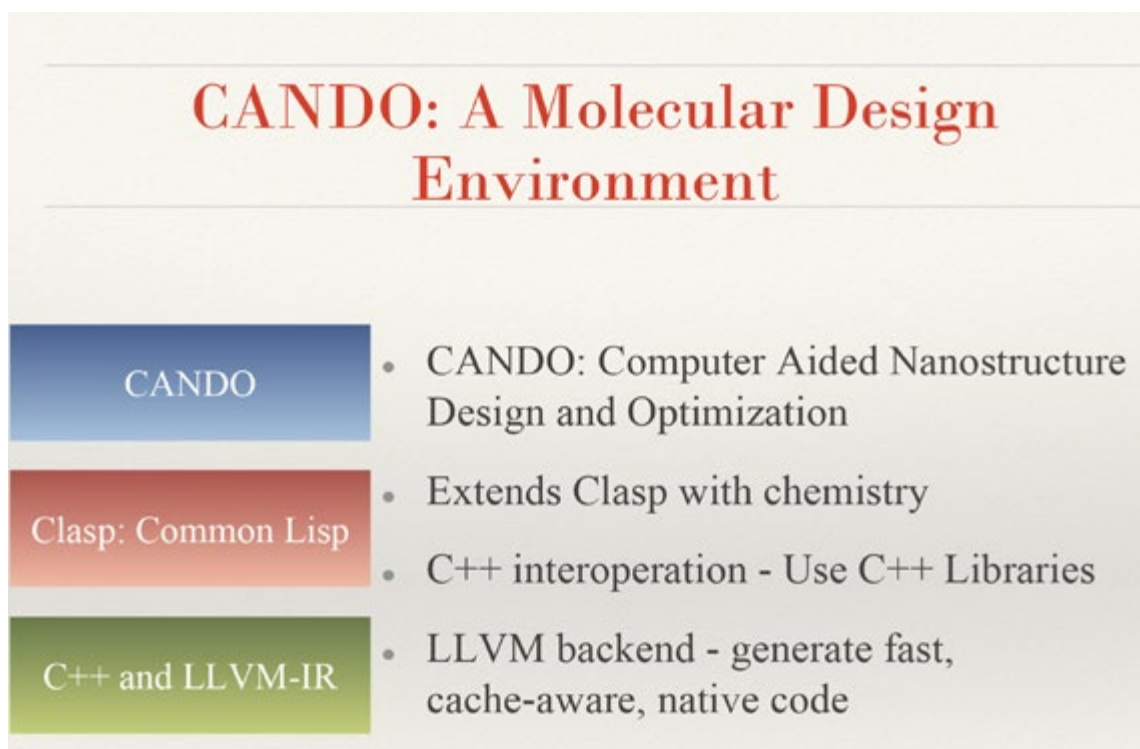 CANDO: A Molecular Design
Environment
CANDO
• CANDO: Computer Aided Nanostructure
Design and Optimization
Clasp: Common Lisp
• Extends Clasp with chemistry
• C++ interoperation - Use C++ Libraries
C++ and LLVM-IR
• LLVM backend - generate fast,
cache-aware, native code